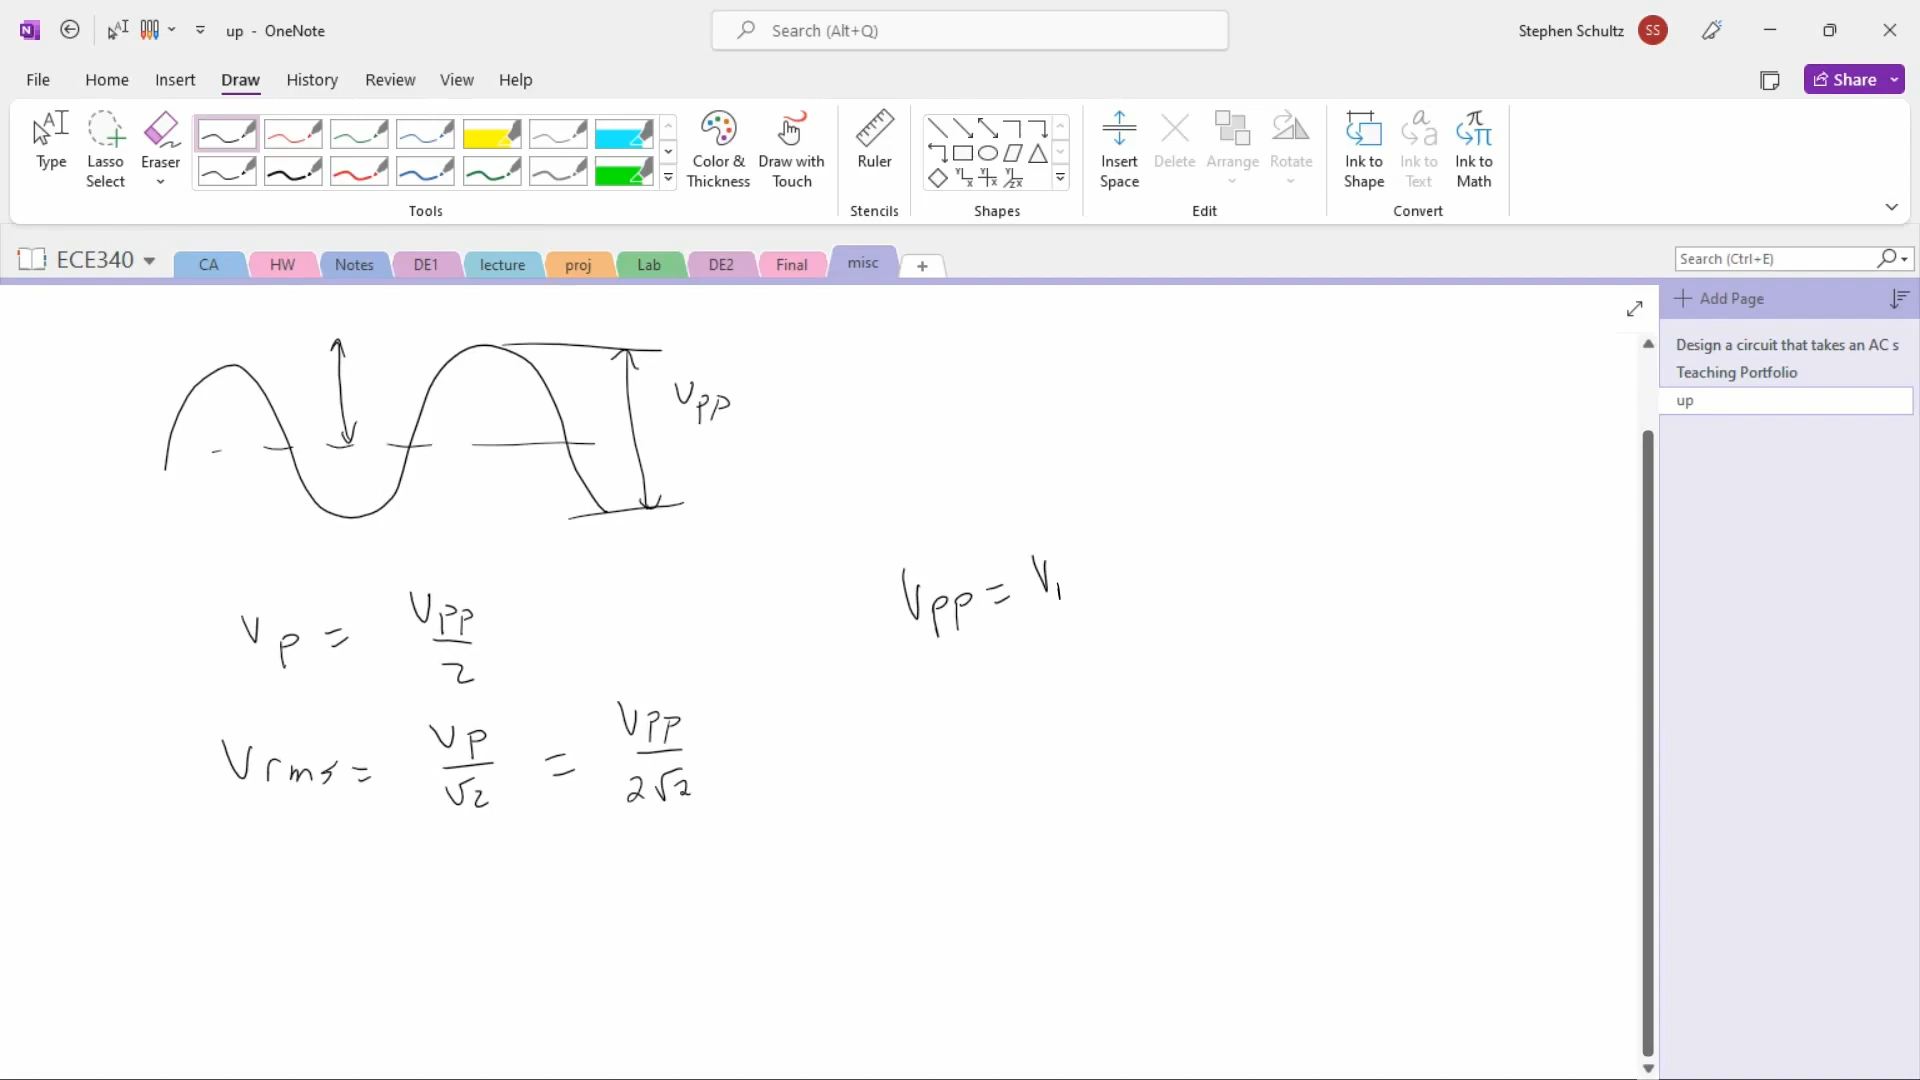 up - OneNote
Search (Alt+Q)
Stephen Schultz
SS
File Home Insert Draw History Review View Help
Share
Type
Lasso Select
Eraser
Color & Thickness
Draw with Touch
Ruler
Insert Space
Delete
Arrange
Rotate
Ink to Shape
Ink to Text
Ink to Math
Tools Stencils Shapes Edit Convert
ECE340 CA HW Notes DE1 lecture proj Lab DE2 Final misc +
Search (Ctrl+E)
Add Page
Design a circuit that takes an AC s
Teaching Portfolio
up
Vpp
Vpp = V
Vp = Vpp/2
Vrms = Vp/√2 = Vpp/2√2